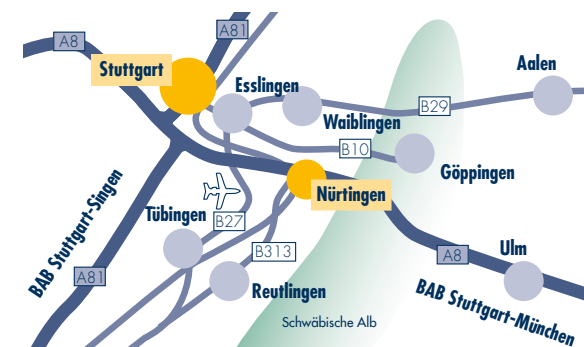 A81
A8
Stuttgart
Esslingen
Aalen
B29
Waiblingen
B10
Göppingen
Nürtingen
BAB Stuttgart-Singen
Tübingen
B27
B313
Ulm
A8
A81
Reutlingen
BAB Stuttgart-München
Schwäbische Alb